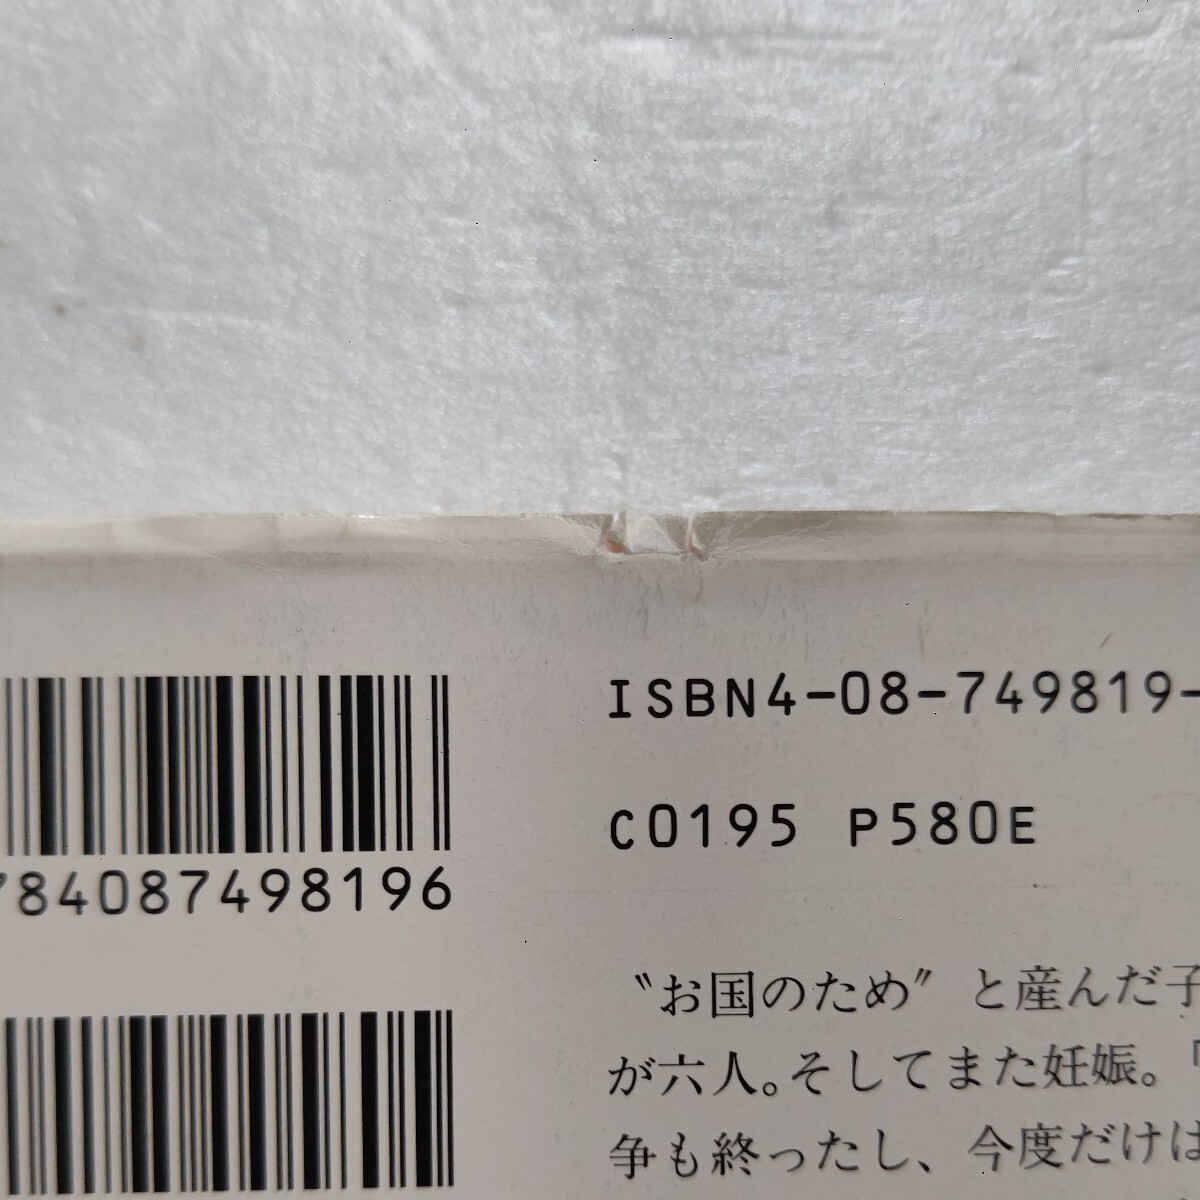 ISBN4-08-749819-
C0195 P580E
784087498196
〝お国のため〟と産んだ子
が六人。そしてまた妊娠。「
争も終ったし、今度だけは